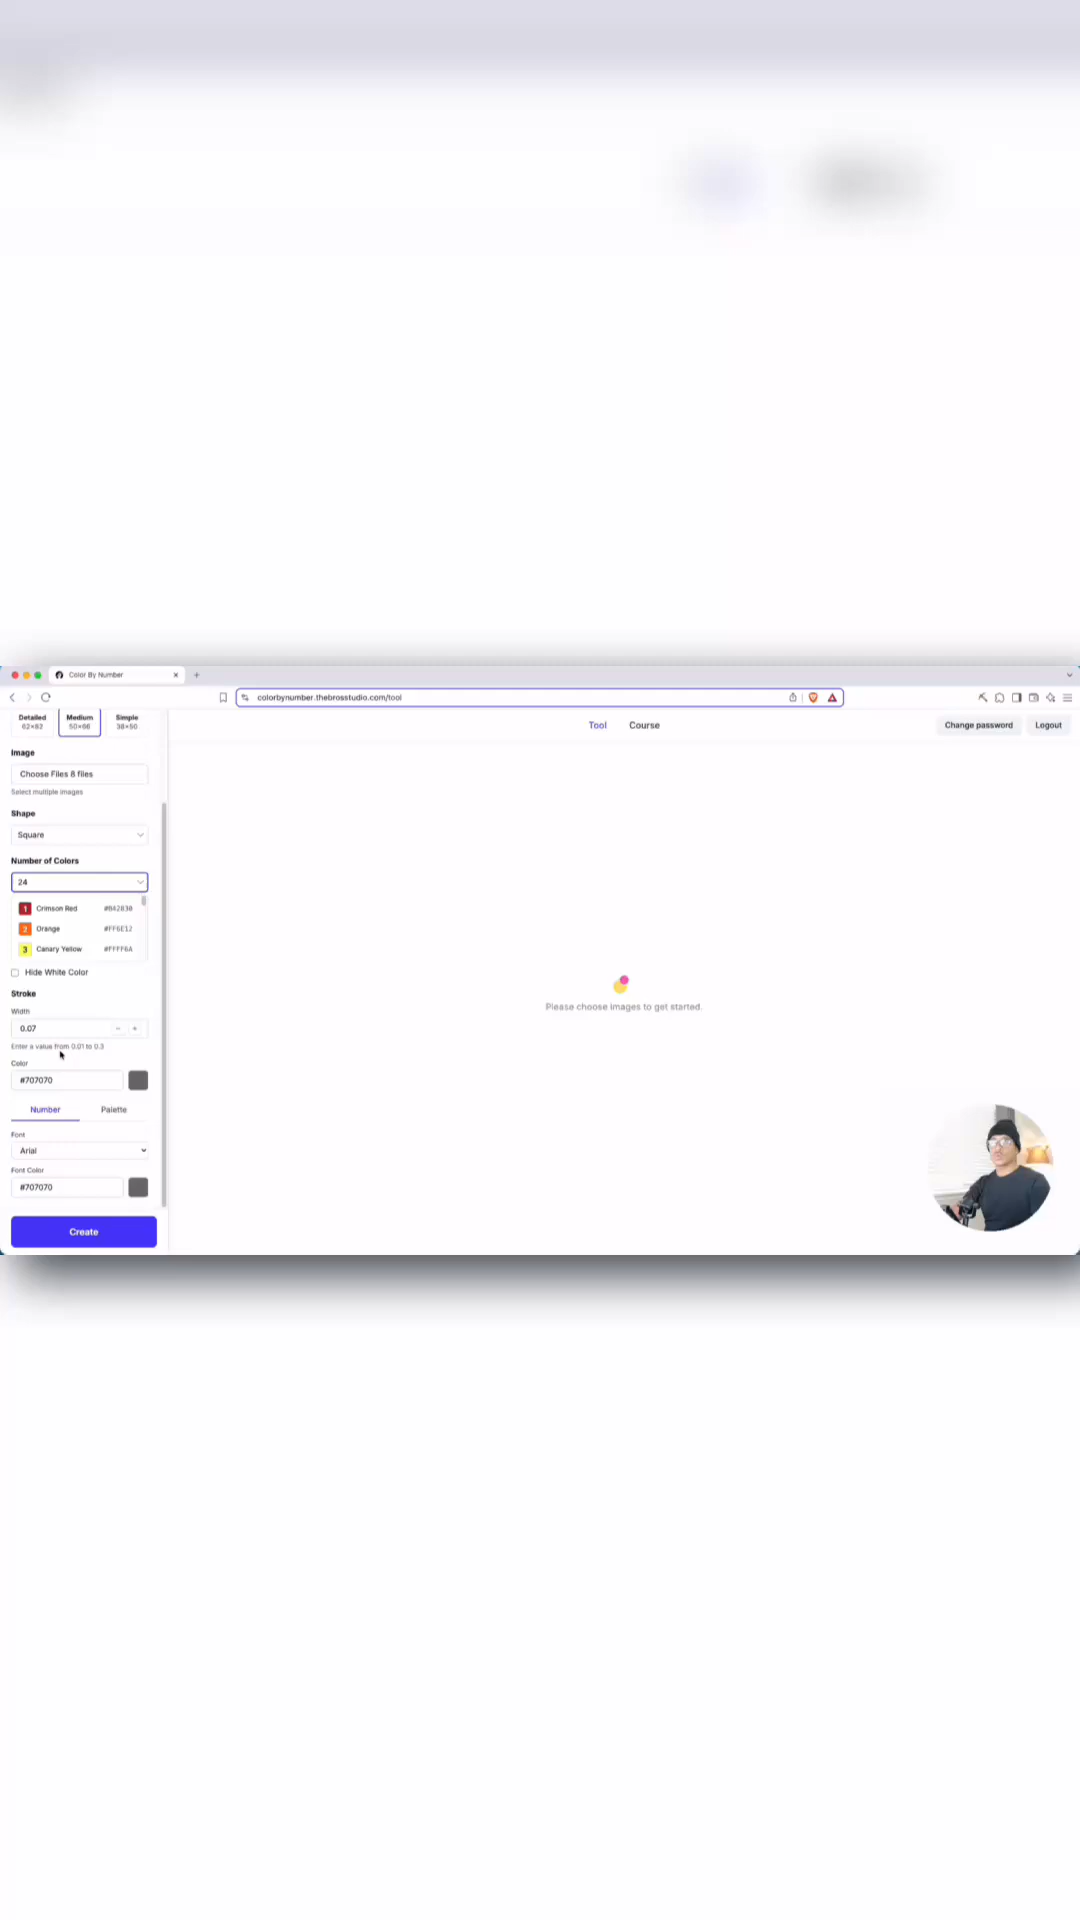 Color By Number
colorbynumber.thebrosstudio.com/tool
Detailed
62×82
Medium
50×66
Simple
38×50
Tool
Course
Change password
Logout
Image
Choose Files 8 files
Select multiple images
Shape
Square
Number of Colors
24
1 Crimson Red
2 Orange #FF6E12
3 Canary Yellow #FFFF6A
Hide White Color
Stroke
Width
0.07
Enter a value from 0.01 to 0.3
Color
#707070
Number
Palette
Font
Arial
Font Color
#707070
Create
Please choose images to get started.